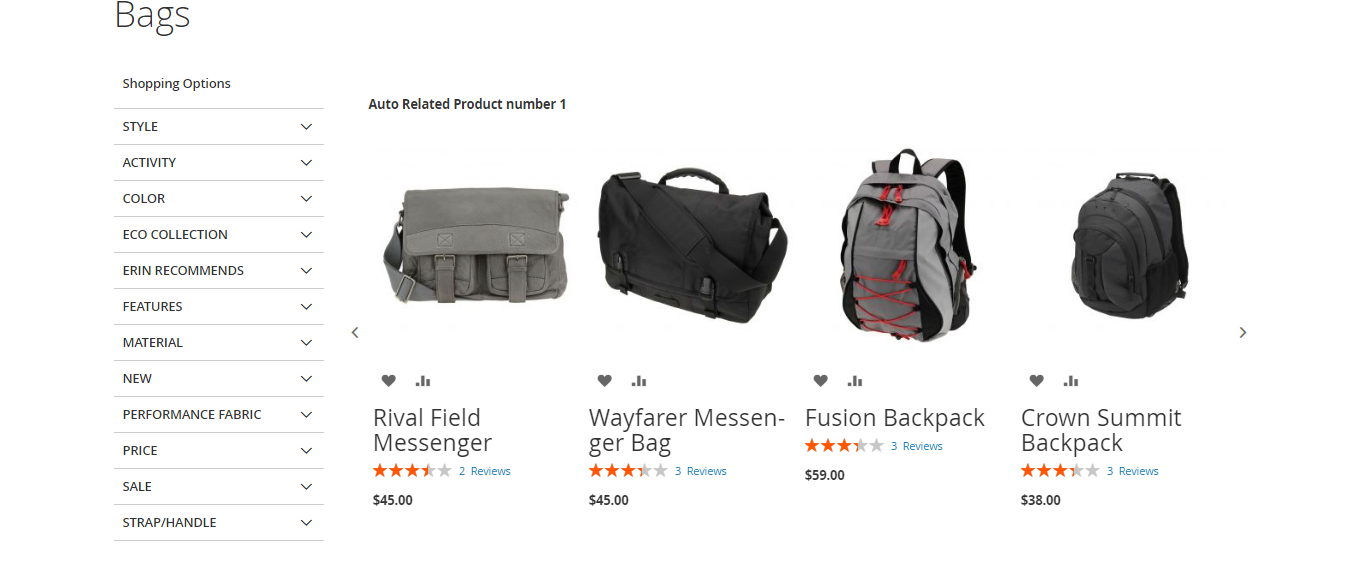 Bags
Shopping Options
STYLE
ACTIVITY
COLOR
ECO COLLECTION
ERIN RECOMMENDS
FEATURES
MATERIAL
NEW
PERFORMANCE FABRIC
PRICE
SALE
STRAP/HANDLE
Auto Related Product number 1
Rival Field
Messenger
2 Reviews
$45.00
Wayfarer Messen-
ger Bag
3 Reviews
$45.00
Fusion Backpack
3 Reviews
$59.00
Crown Summit
Backpack
3 Reviews
$38.00